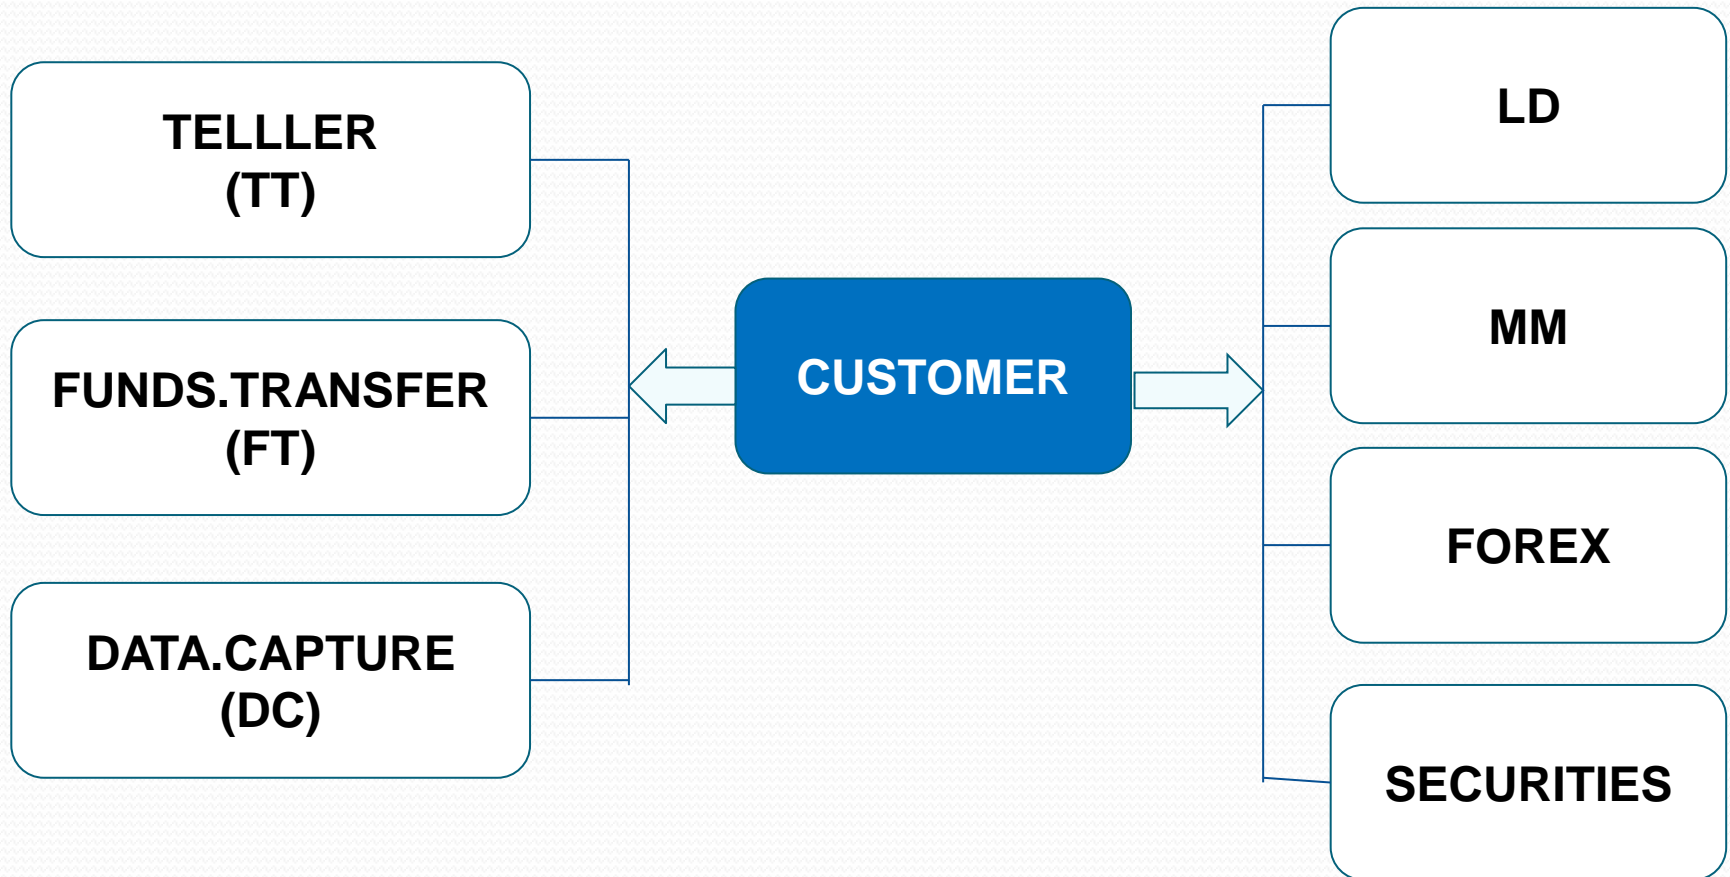 TELLLER
(TT)
FUNDS.TRANSFER
(FT)
DATA.CAPTURE
(DC)
CUSTOMER
LD
MM
FOREX
SECURITIES